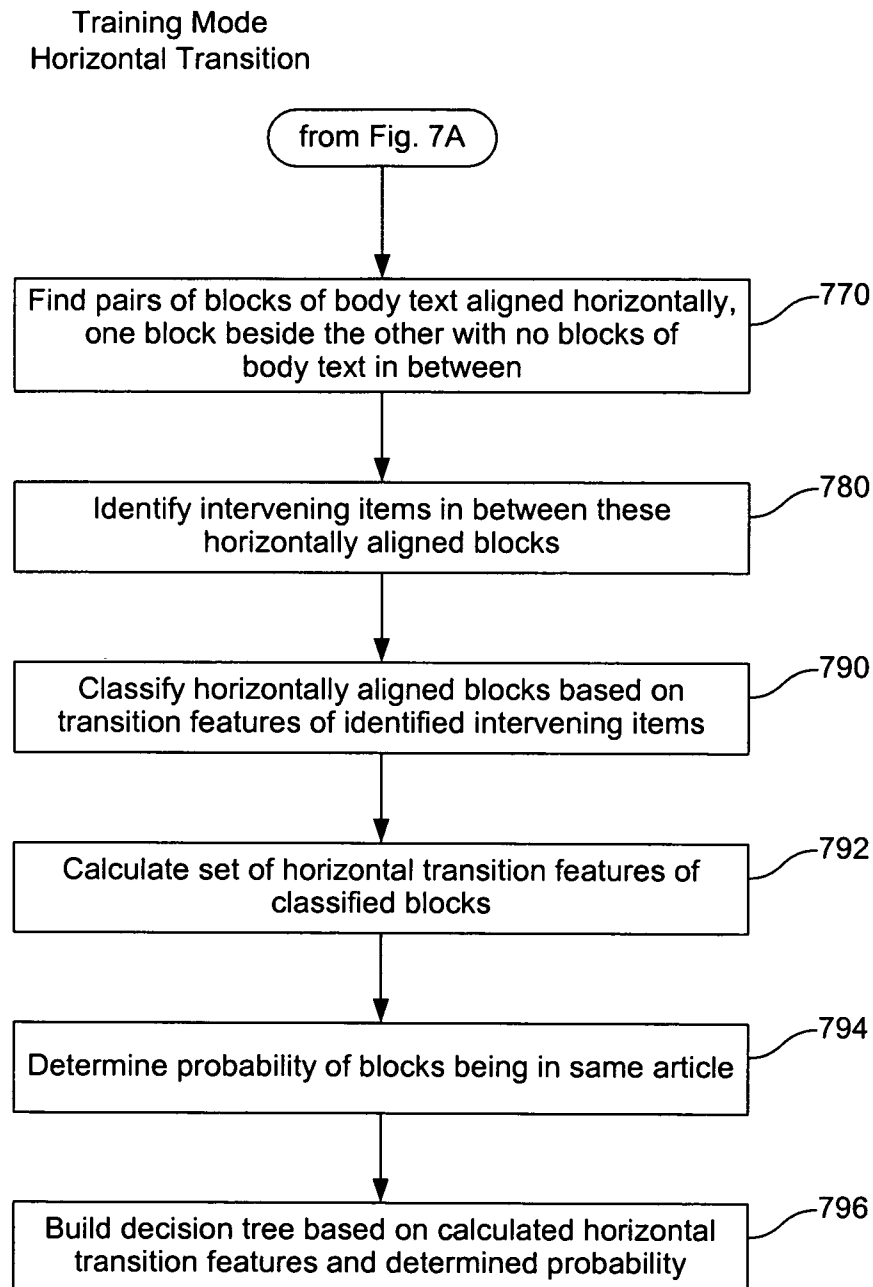 Training Mode
Horizontal Transition
from Fig. 7A
Find pairs of blocks of body text aligned horizontally,
one block beside the other with no blocks of
body text in between
770
Identify intervening items in between these
horizontally aligned blocks
780
Classify horizontally aligned blocks based on
transition features of identified intervening items
790
Calculate set of horizontal transition features of
classified blocks
792
Determine probability of blocks being in same article
794
Build decision tree based on calculated horizontal
transition features and determined probability
796